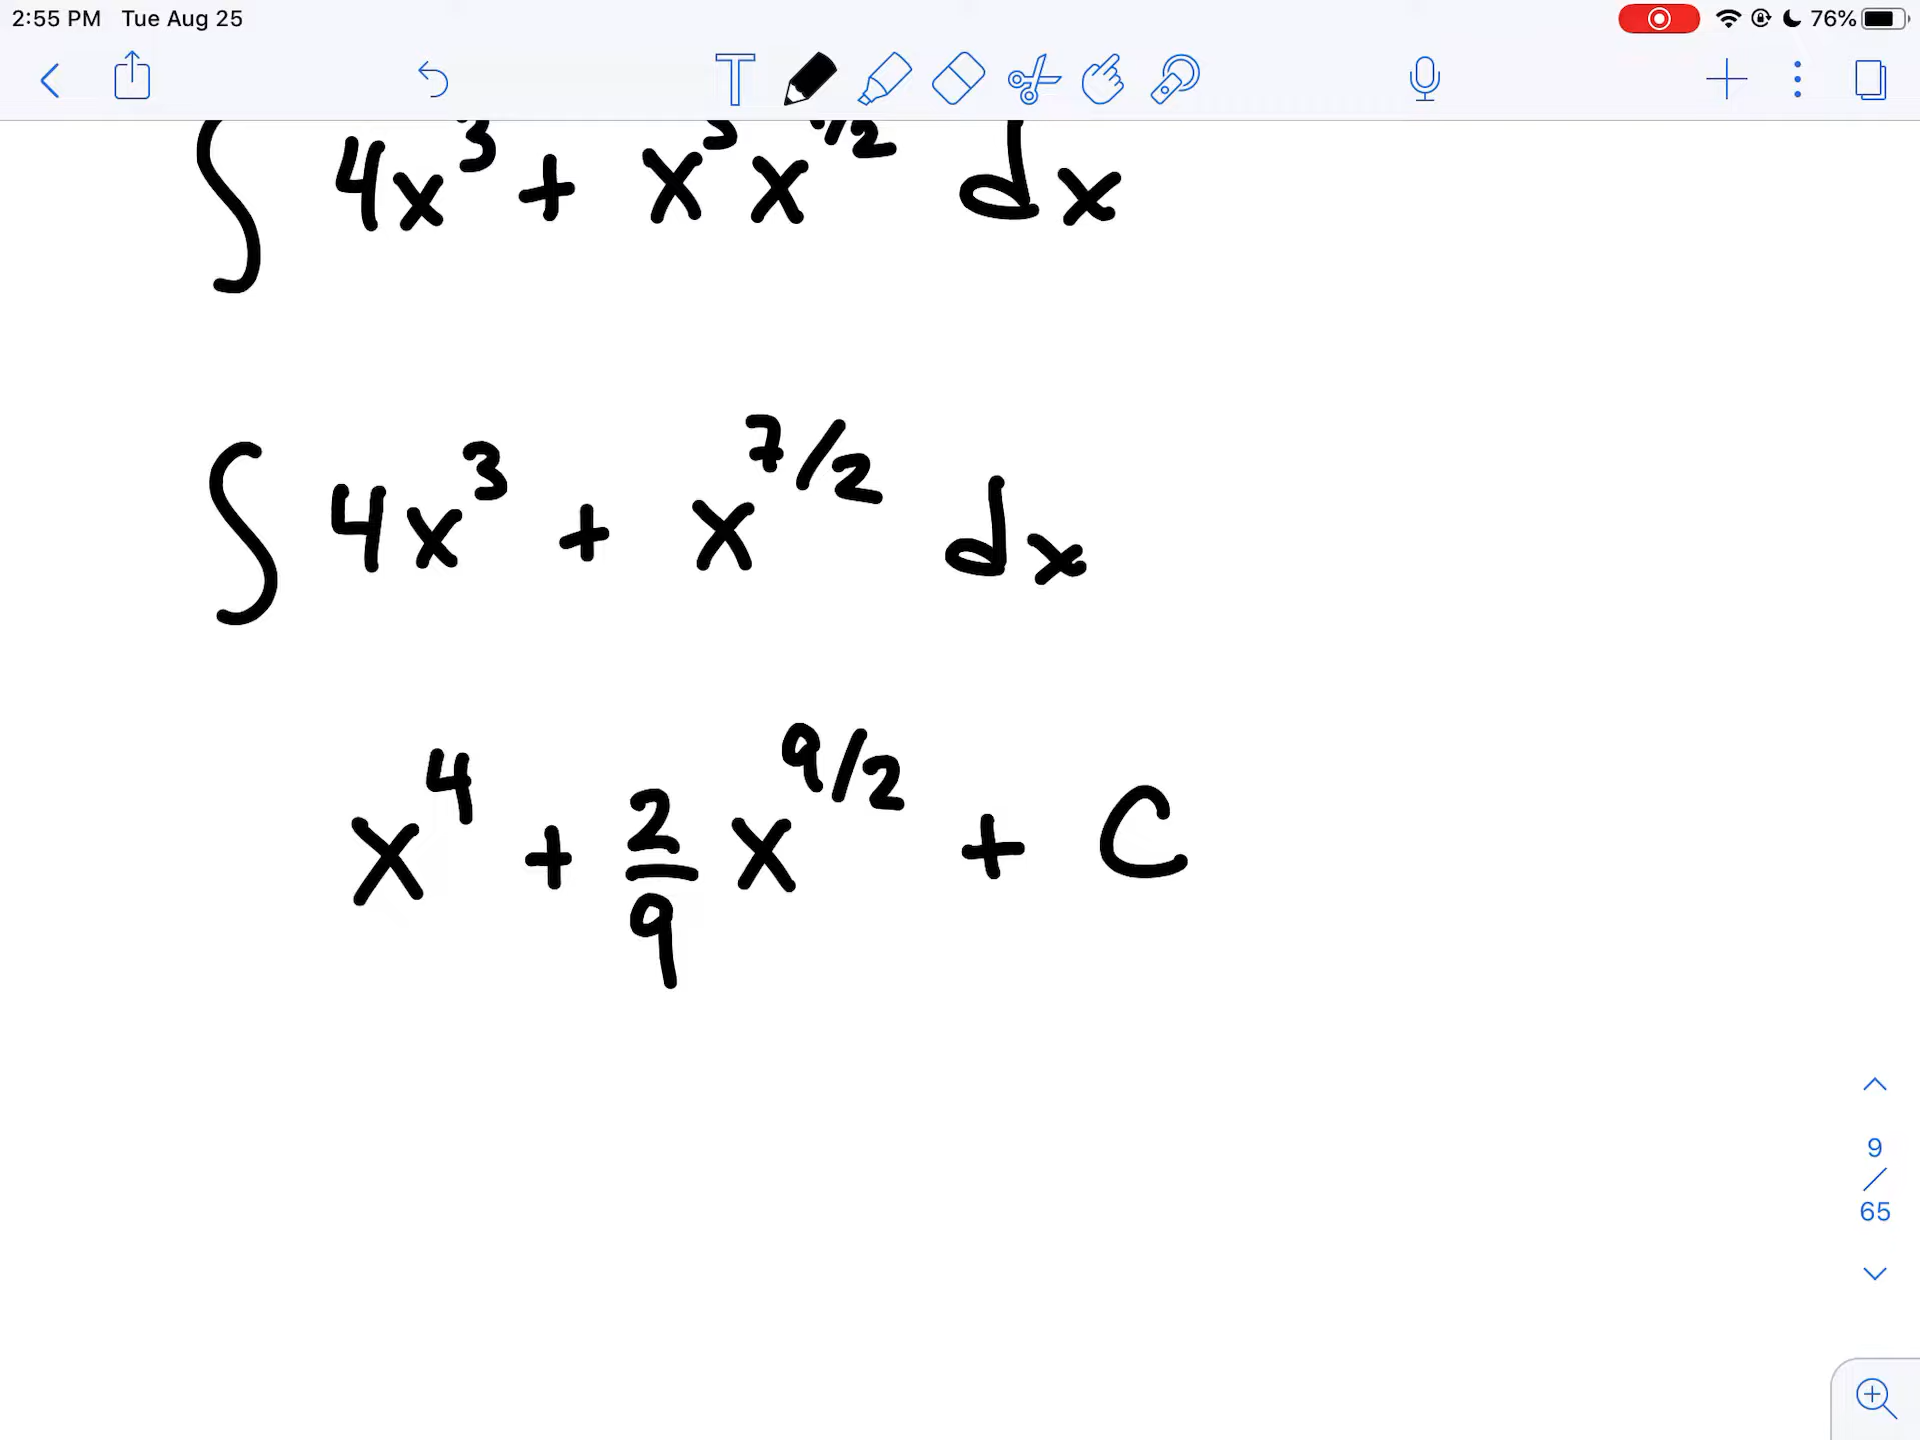 2:55 PM Tue Aug 25 76%
∫ 4x³ + x³x^{1/2} dx
∫ 4x³ + x^{7/2} dx
x⁴ + 2/9 x^{9/2} + C
9
/
65